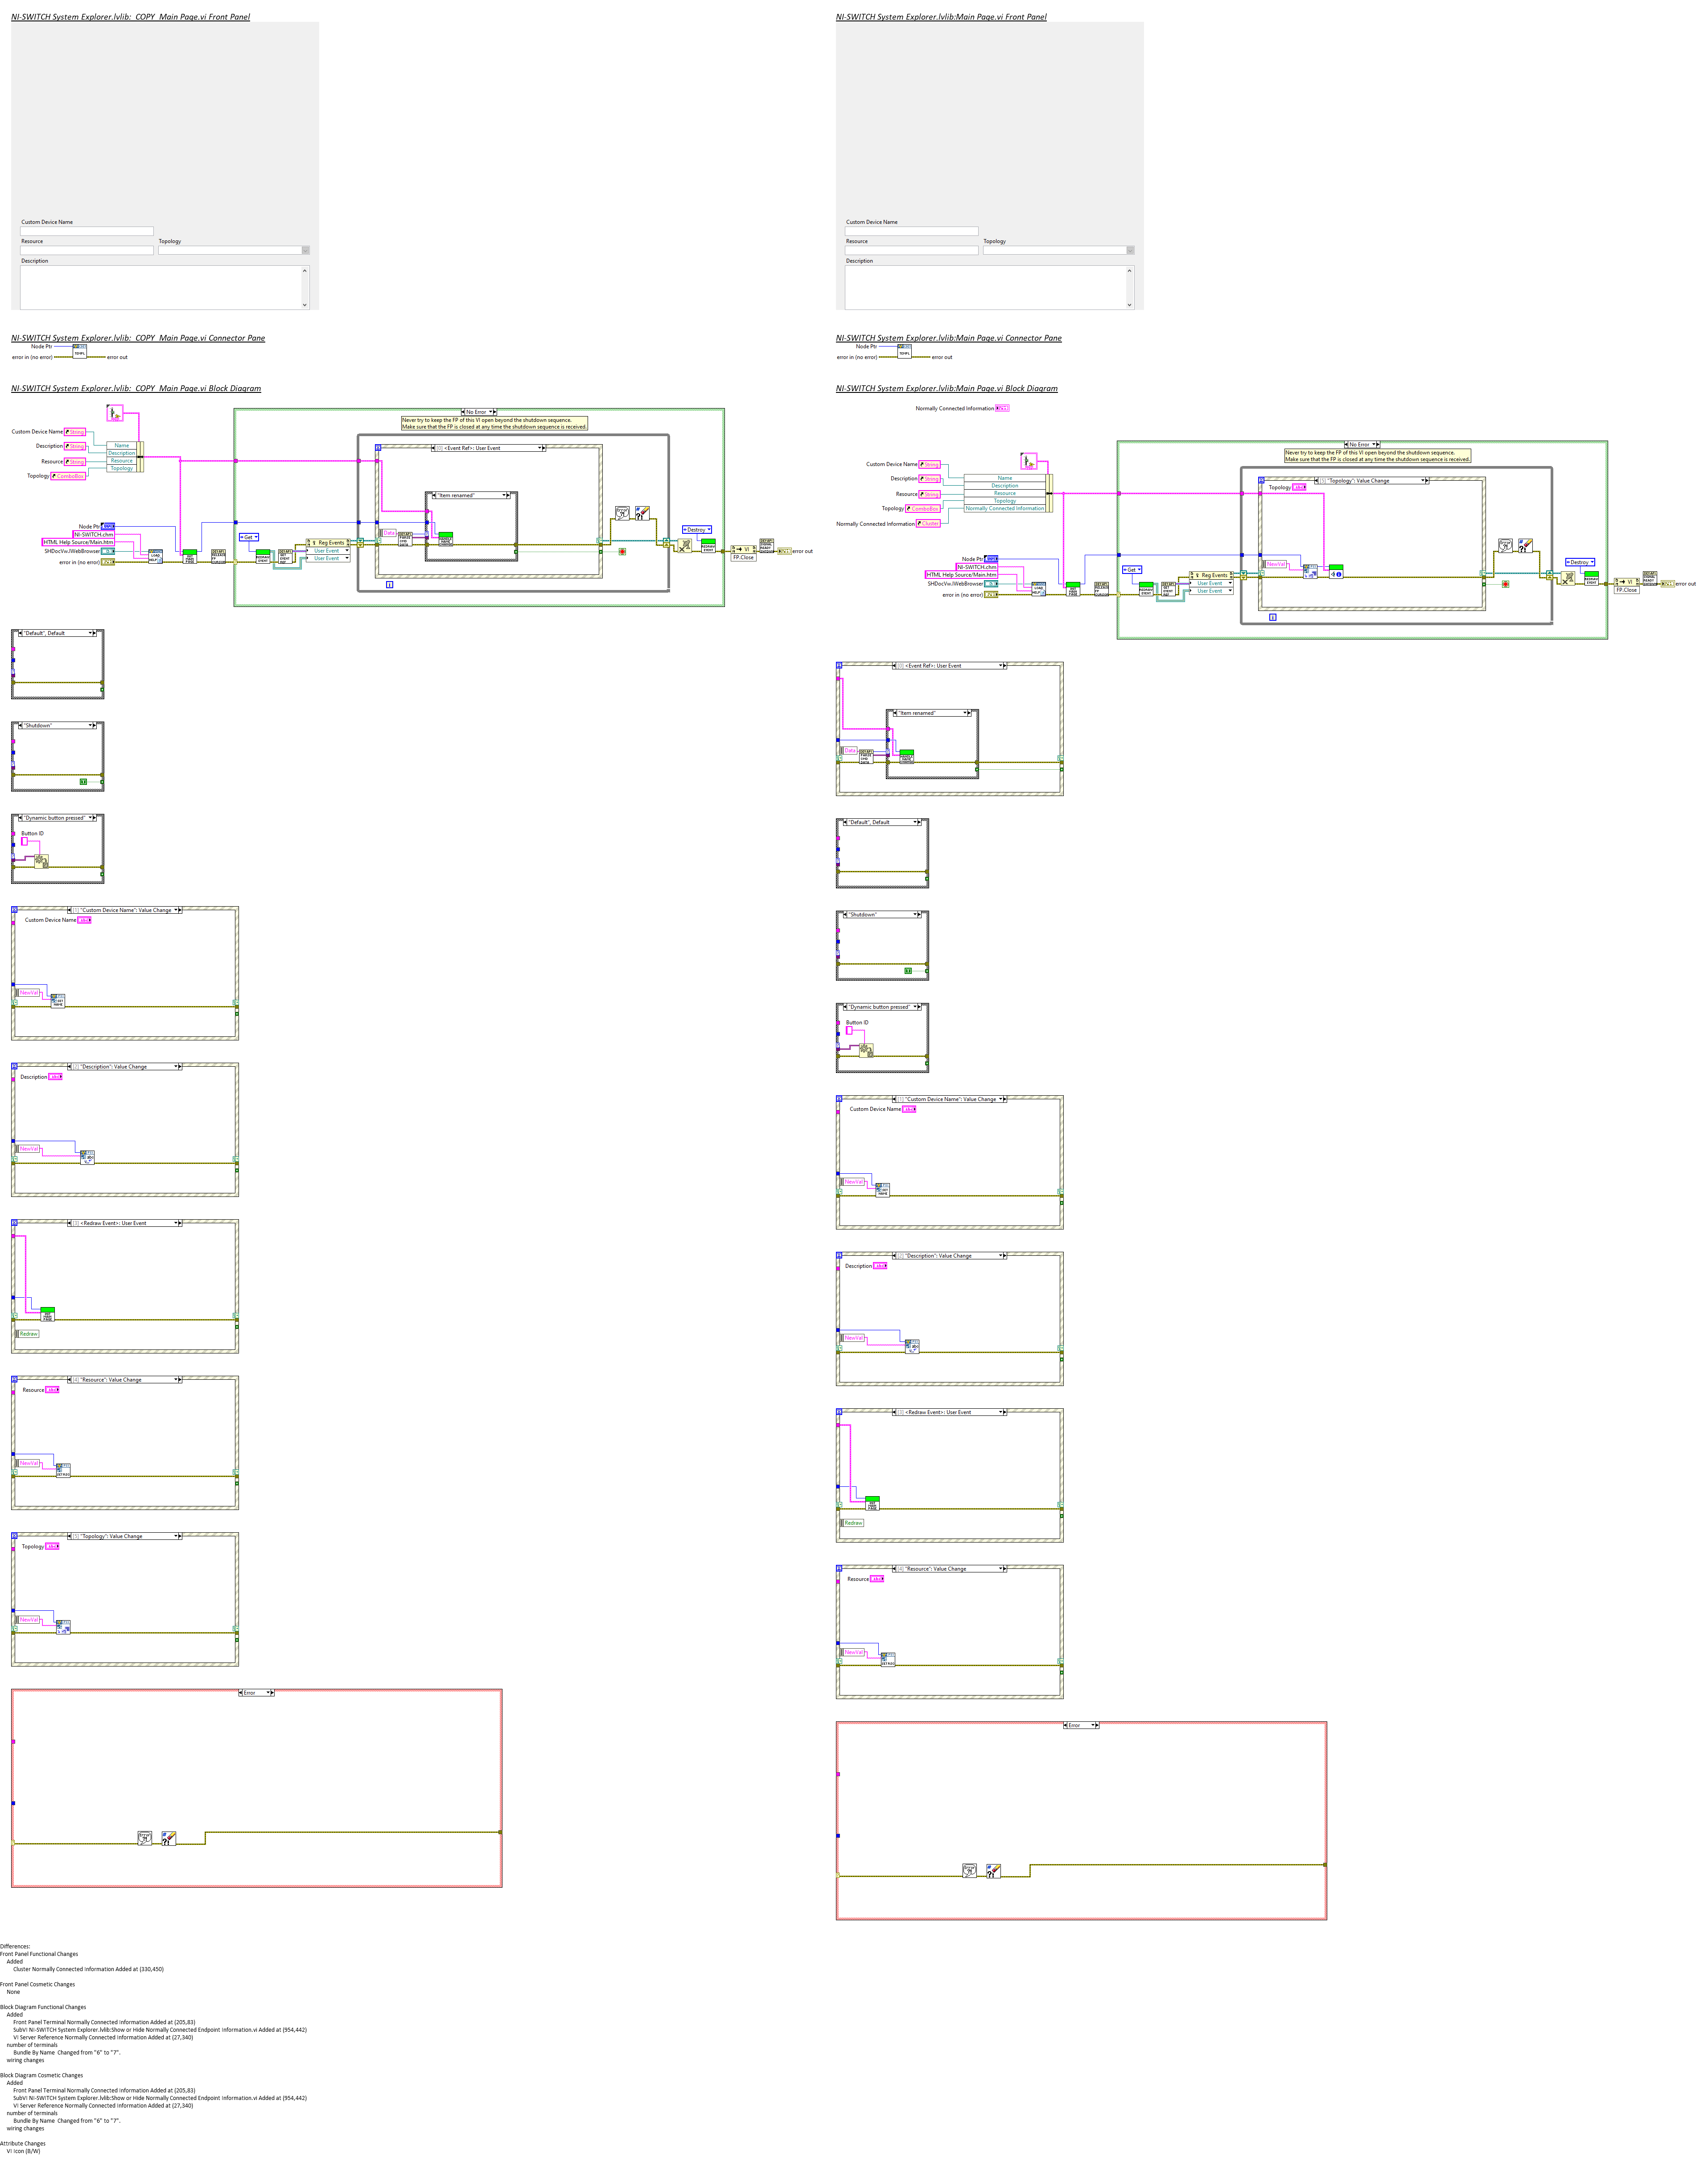 NI-SWITCH System Explorer.lvlib:_COPY_Main Page.vi Front Panel
Custom Device Name
Resource
Topology
Description
NI-SWITCH System Explorer.lvlib:_COPY_Main Page.vi Connector Pane
Node Ptr
error in (no error)
error out
NI-SWITCH System Explorer.lvlib:_COPY_Main Page.vi Block Diagram
No Error
Never try to keep the FP of this VI open beyond the shutdown sequence.
Make sure that the FP is closed at any time the shutdown sequence is received.
Custom Device Name String
Description String
Resource String
Topology ComboBox
Name
Description
Resource
Topology
[0] <Event Ref>: User Event
"Item renamed"
Node Ptr
NI-SWITCH.chm
HTML Help Source/Main.htm
SHDocVw.IWebBrowser
error in (no error)
Get
Reg Events
User Event
User Event
Data
Destroy
VI
FP.Close
error out
"Default", Default
"Shutdown"
"Dynamic button pressed"
Button ID
[1] "Custom Device Name": Value Change
Custom Device Name
NewVal
[2] "Description": Value Change
Description
NewVal
[3] <Redraw Event>: User Event
Redraw
[4] "Resource": Value Change
Resource
NewVal
[5] "Topology": Value Change
Topology
NewVal
Error
NI-SWITCH System Explorer.lvlib:Main Page.vi Front Panel
Custom Device Name
Resource
Topology
Description
NI-SWITCH System Explorer.lvlib:Main Page.vi Connector Pane
Node Ptr
error in (no error)
error out
NI-SWITCH System Explorer.lvlib:Main Page.vi Block Diagram
Normally Connected Information
No Error
Never try to keep the FP of this VI open beyond the shutdown sequence.
Make sure that the FP is closed at any time the shutdown sequence is received.
Custom Device Name String
Description String
Resource String
Topology ComboBox
Normally Connected Information Cluster
Name
Description
Resource
Topology
Normally Connected Information
[5] "Topology": Value Change
Topology
Node Ptr
NI-SWITCH.chm
HTML Help Source/Main.htm
SHDocVw.IWebBrowser
error in (no error)
Get
Reg Events
User Event
User Event
NewVal
Destroy
VI
FP.Close
error out
[0] <Event Ref>: User Event
"Item renamed"
Data
"Default", Default
"Shutdown"
"Dynamic button pressed"
Button ID
[1] "Custom Device Name": Value Change
Custom Device Name
NewVal
[2] "Description": Value Change
Description
NewVal
[3] <Redraw Event>: User Event
Redraw
[4] "Resource": Value Change
Resource
NewVal
Error
Differences:
Front Panel Functional Changes
Added
Cluster Normally Connected Information Added at (330,450)
Front Panel Cosmetic Changes
None
Block Diagram Functional Changes
Added
Front Panel Terminal Normally Connected Information Added at (205,83)
SubVI NI-SWITCH System Explorer.lvlib:Show or Hide Normally Connected Endpoint Information.vi Added at (954,442)
VI Server Reference Normally Connected Information Added at (27,340)
number of terminals
Bundle By Name Changed from "6" to "7".
wiring changes
Block Diagram Cosmetic Changes
Added
Front Panel Terminal Normally Connected Information Added at (205,83)
SubVI NI-SWITCH System Explorer.lvlib:Show or Hide Normally Connected Endpoint Information.vi Added at (954,442)
VI Server Reference Normally Connected Information Added at (27,340)
number of terminals
Bundle By Name Changed from "6" to "7".
wiring changes
Attribute Changes
VI Icon (B/W)